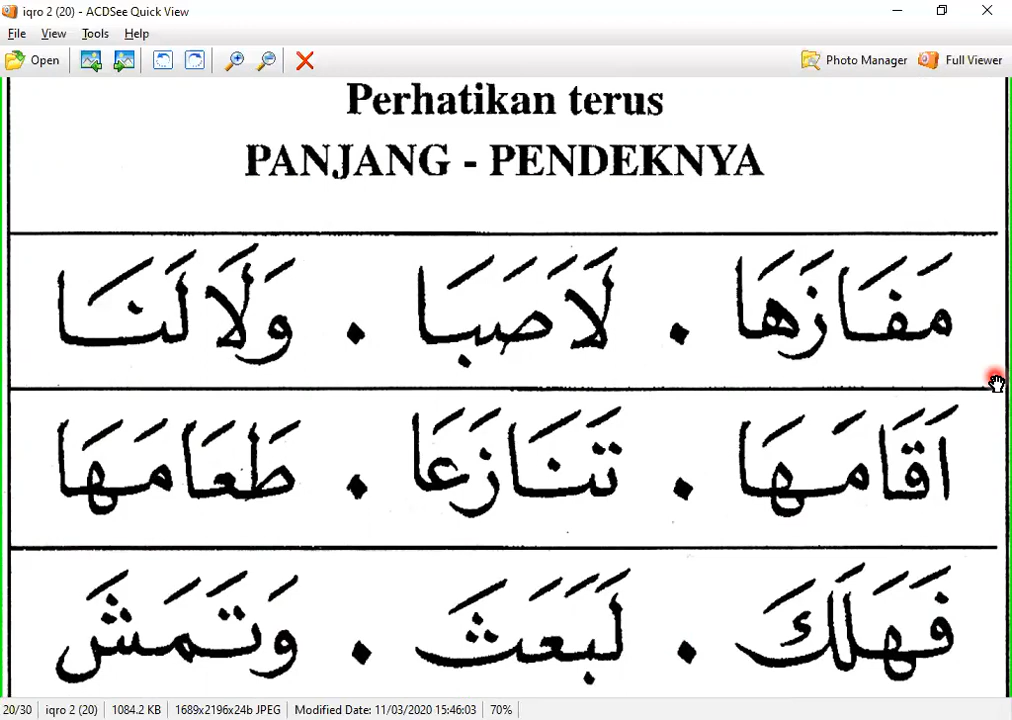 iqro 2 (20) - ACDSee Quick View
File View Tools Help
Open Photo Manager Full Viewer
Perhatikan terus
PANJANG - PENDEKNYA
مَفَازَهَا . لَاَصَبَا . وَلَا لَنَا
اَقَامَهَا . تَنَازَعَا . طَعَامَهَا
فَهَلَكَ . لَبَعَثَ . وَتَمَشَ
20/30 iqro 2 (20) 1084.2 KB 1689x2196x24b JPEG Modified Date: 11/03/2020 15:46:03 70%